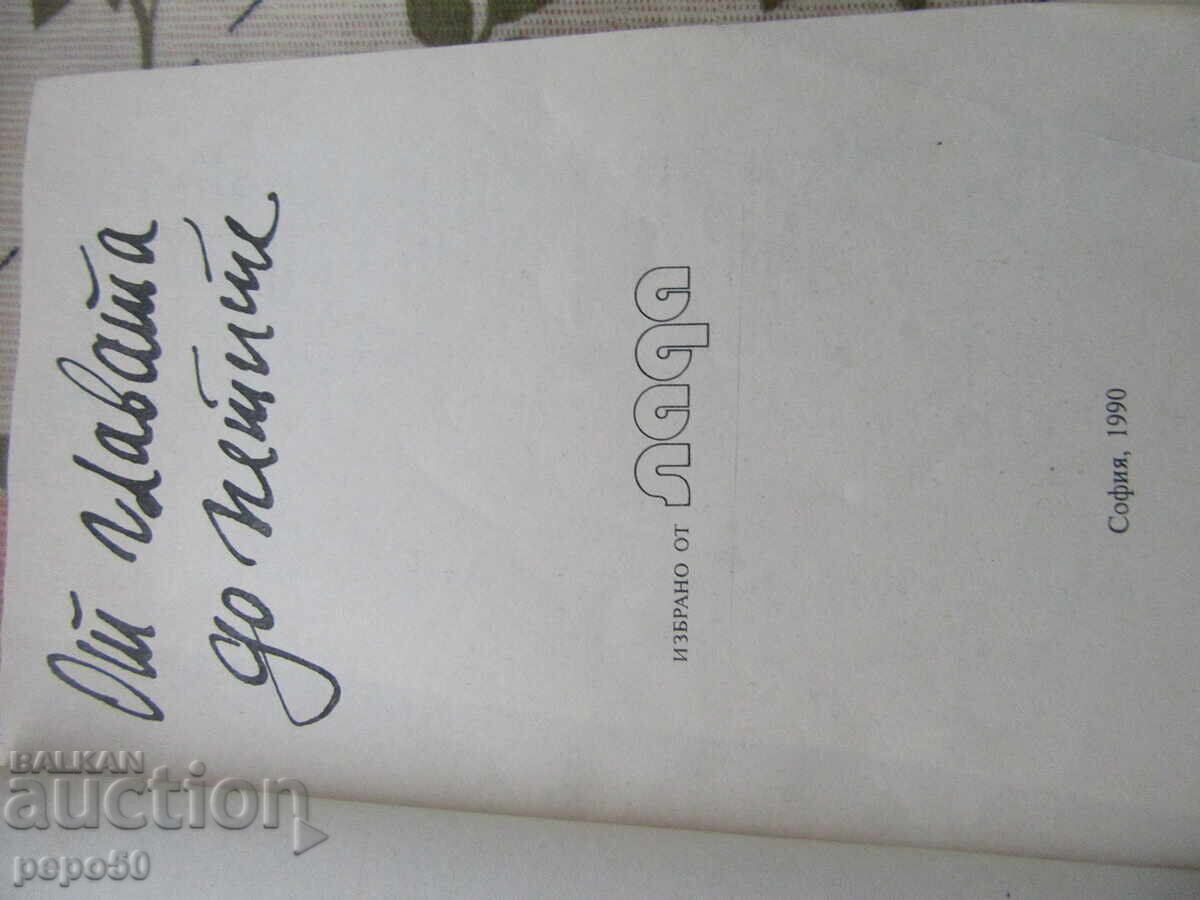 От главата
до петите
ИЗБРАНО ОТ лада
София, 1990
BALKAN
auction
pepo50